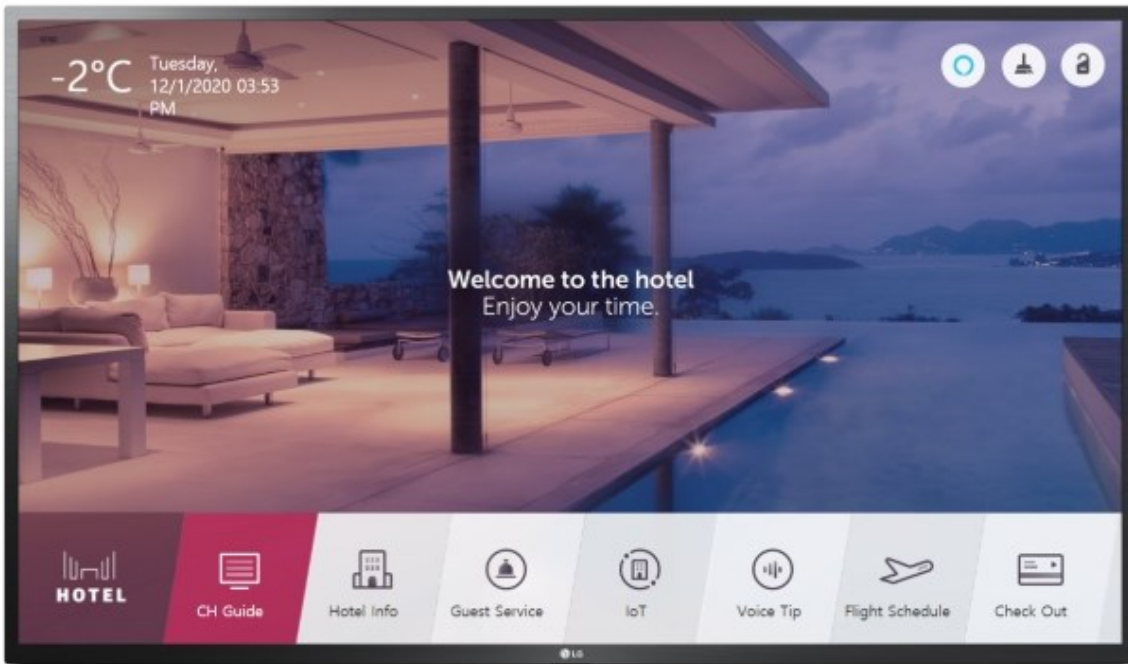 -2°C
Tuesday,
12/1/2020 03:53
PM
Welcome to the hotel
Enjoy your time.
HOTEL
CH Guide
Hotel Info
Guest Service
IoT
Voice Tip
Flight Schedule
Check Out
LG